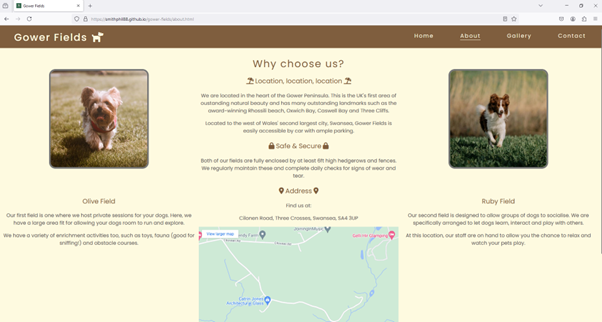 Gower Fields
https://smithphil88.github.io/gower-fields/about.html
Gower Fields
Home
About
Gallery
Contact
Why choose us?
Location, location, location
We are located in the heart of the Gower Peninsula. This is the UK's first area of
outstanding natural beauty and has many outstanding landmarks such as the
award-winning Rhossili beach, Oxwich Bay, Caswell Bay and Three Cliffs.
Located to the west of Wales' second largest city, Swansea, Gower Fields is
easily accessible by car with ample parking.
Safe & Secure
Both of our fields are fully enclosed by at least 6ft high hedgerows and fences.
We regularly maintain these and complete daily checks for signs of wear and
tear.
Address
Find us at:
Cilonen Road, Three Crosses, Swansea, SA4 3UP
View larger map
Olive Field
Our first field is one where we host private sessions for your dogs. Here, we
have a large area fit for allowing your dogs room to run and explore.
We have a variety of enrichment activities too, such as toys, fauna (good for
sniffing!) and obstacle courses.
Ruby Field
Our second field is designed to allow groups of dogs to socialise. We are
specifically arranged to let dogs learn, interact and play with others.
At this location, our staff are on hand to allow you the chance to relax and
watch your pets play.